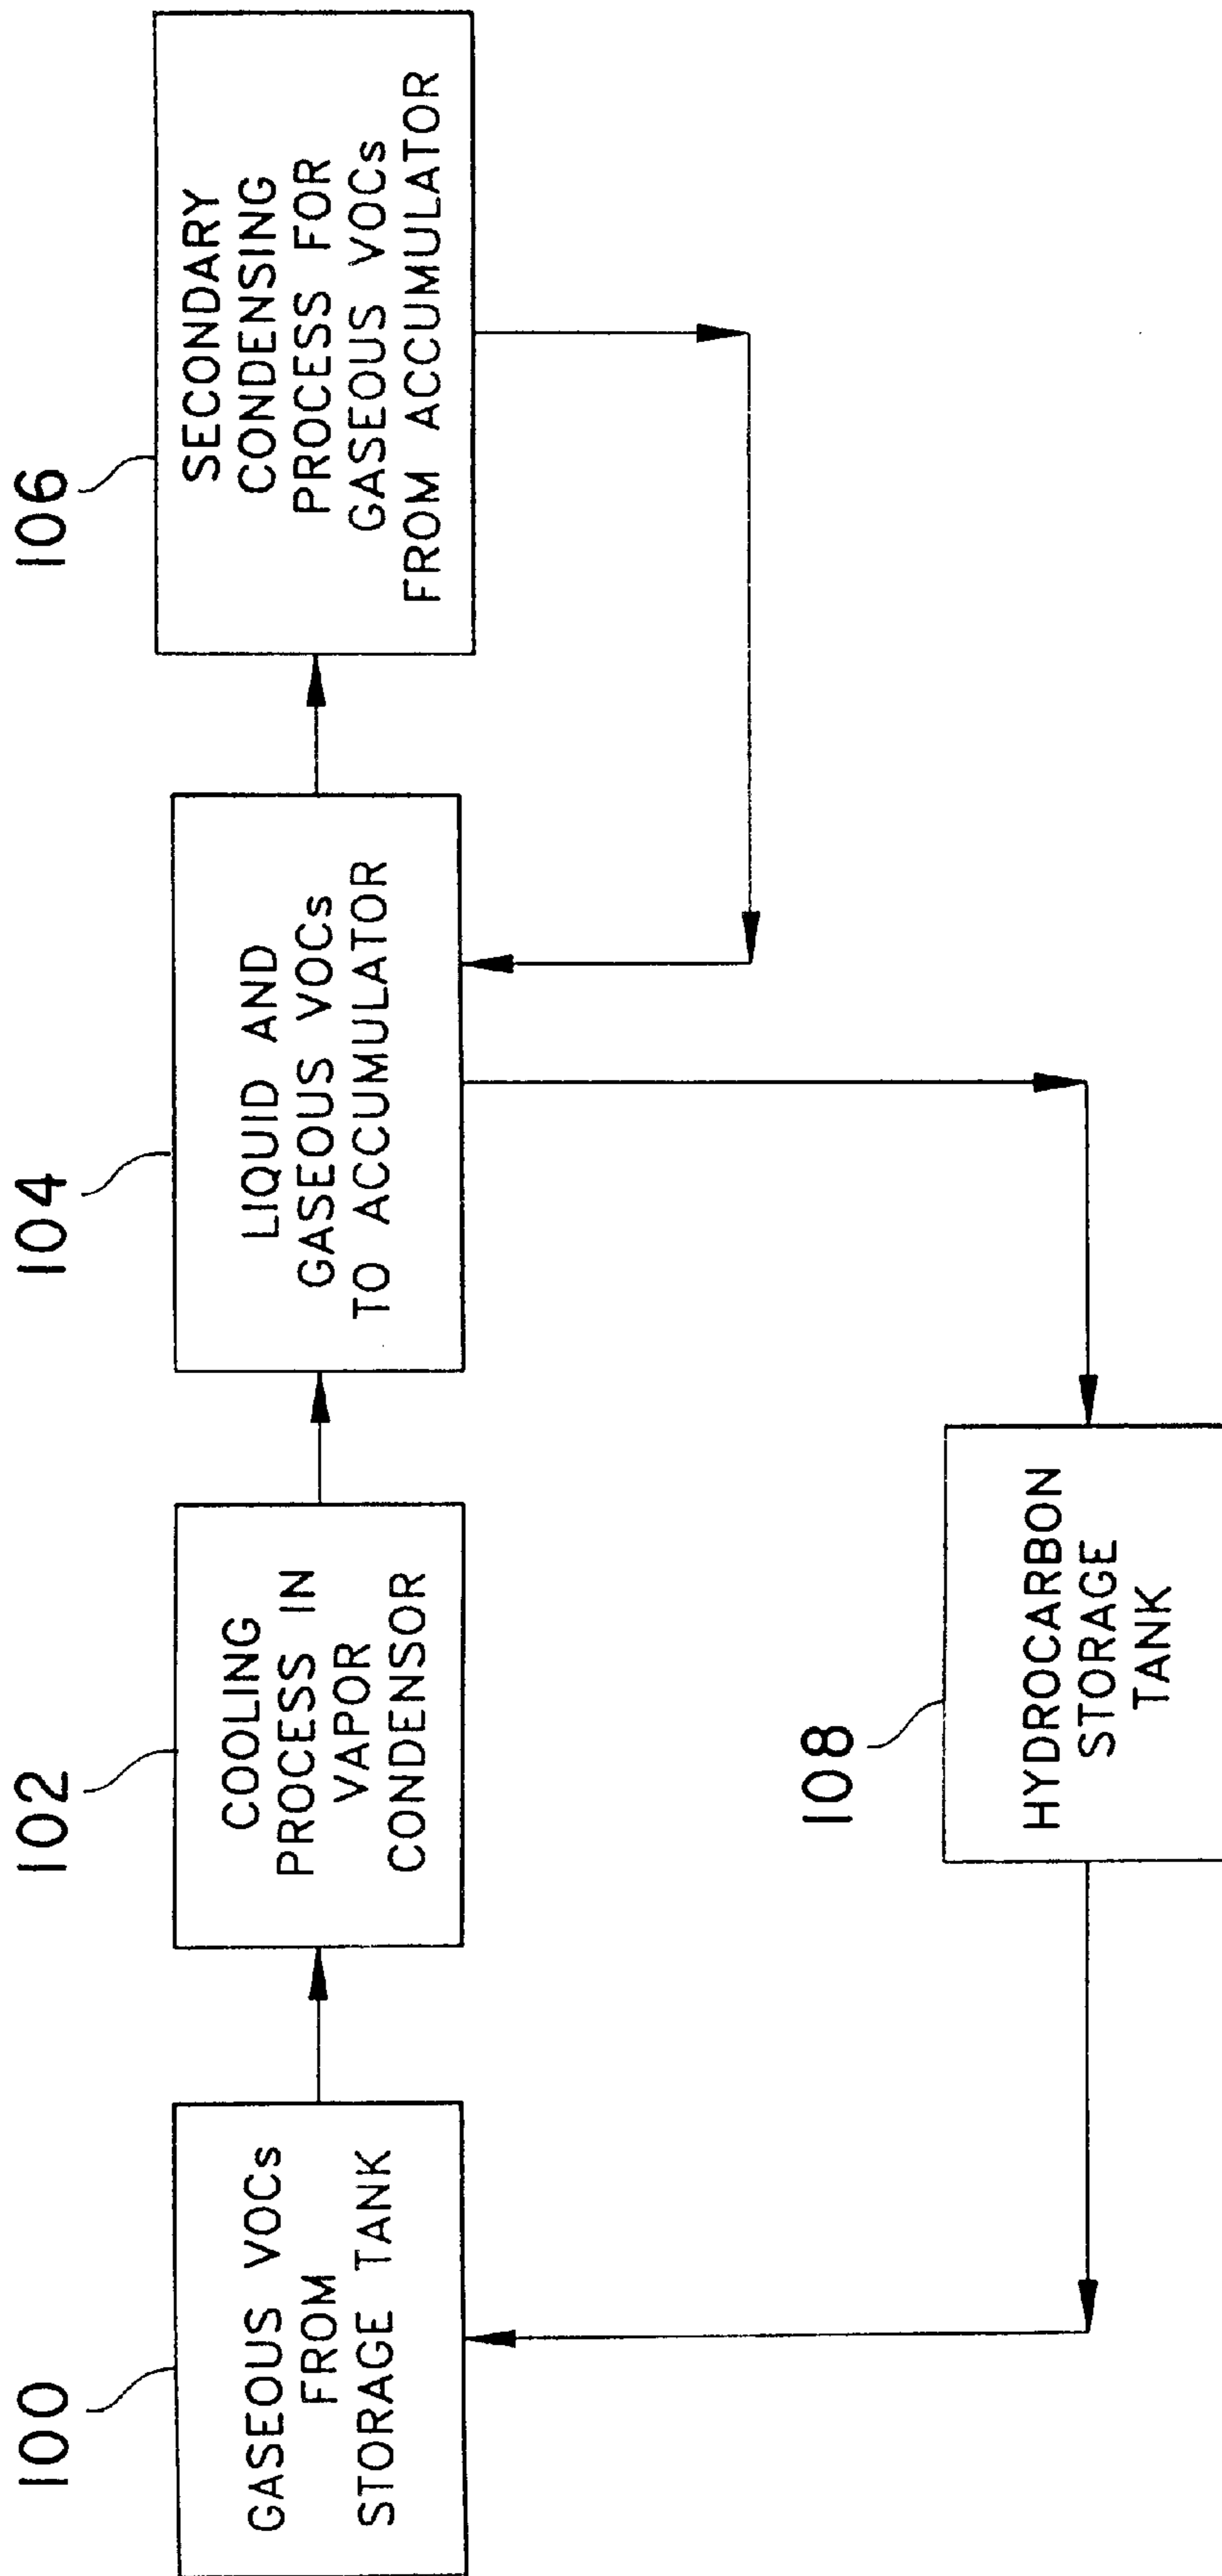 100
GASEOUS VOCs
FROM
STORAGE TANK
102
COOLING
PROCESS IN
VAPOR
CONDENSOR
104
LIQUID AND
GASEOUS VOCs
TO ACCUMULATOR
106
SECONDARY
CONDENSING
PROCESS FOR
GASEOUS VOCs
FROM ACCUMULATOR
108
HYDROCARBON
STORAGE
TANK